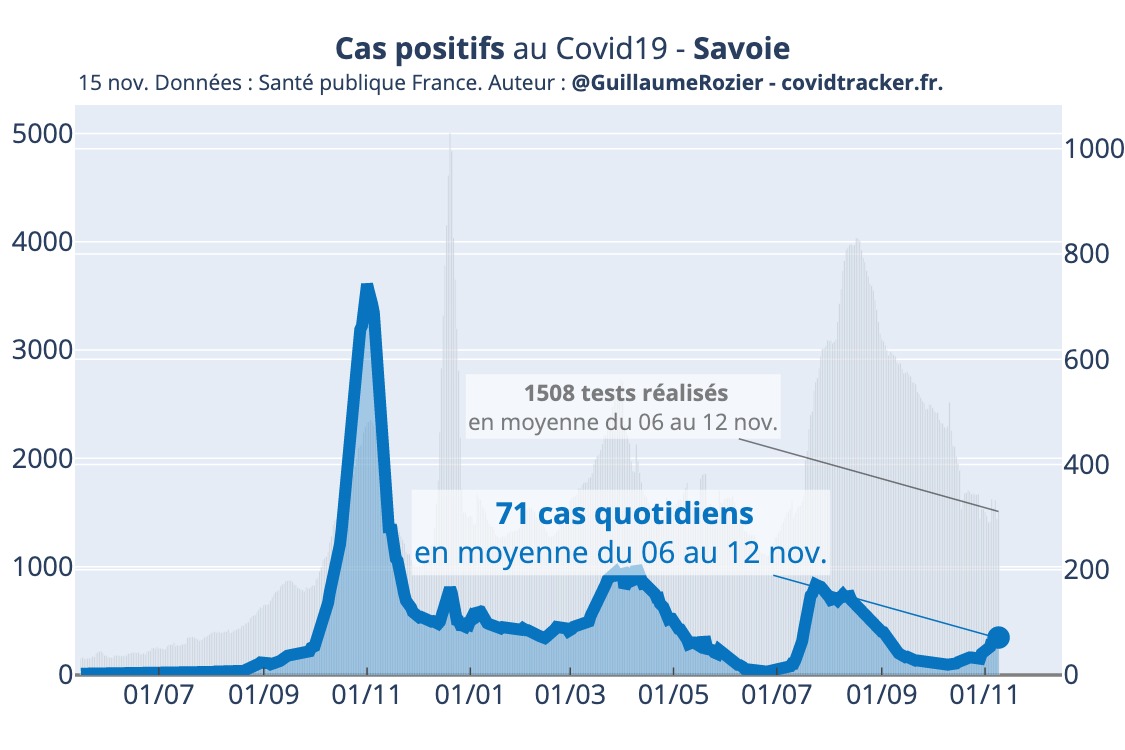 Cas positifs au Covid19 - Savoie
15 nov. Données : Santé publique France. Auteur : @GuillaumeRozier - covidtracker.fr.
5000
4000
3000
2000
1000
0
1000
800
600
400
200
0
1508 tests réalisés
en moyenne du 06 au 12 nov.
71 cas quotidiens
en moyenne du 06 au 12 nov.
01/07 01/09 01/11 01/01 01/03 01/05 01/07 01/09 01/11